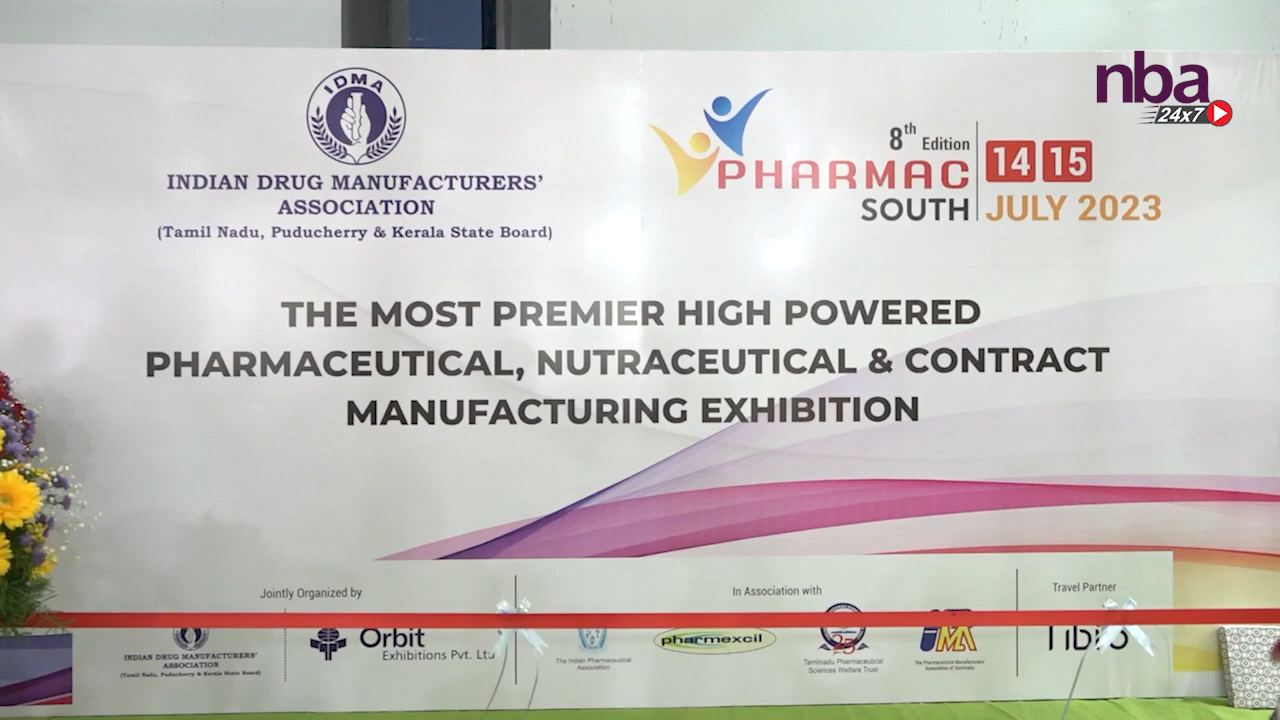 nba
24x7
IDMA
INDIAN DRUG MANUFACTURERS'
ASSOCIATION
(Tamil Nadu, Puducherry & Kerala State Board)
8th Edition
PHARMAC
SOUTH
14 15
JULY 2023
THE MOST PREMIER HIGH POWERED
PHARMACEUTICAL, NUTRACEUTICAL & CONTRACT
MANUFACTURING EXHIBITION
Jointly Organized by
In Association with
Travel Partner
INDIAN DRUG MANUFACTURERS'
ASSOCIATION
(Tamil Nadu, Puducherry & Kerala State Board)
Orbit
Exhibitions Pvt. Ltd
The Indian Pharmaceutical
Association
pharmexcil
25
Tamilnadu Pharmaceutical
Sciences Welfare Trust
The Pharmaceutical Manufacturers'
Association of Tamilnadu